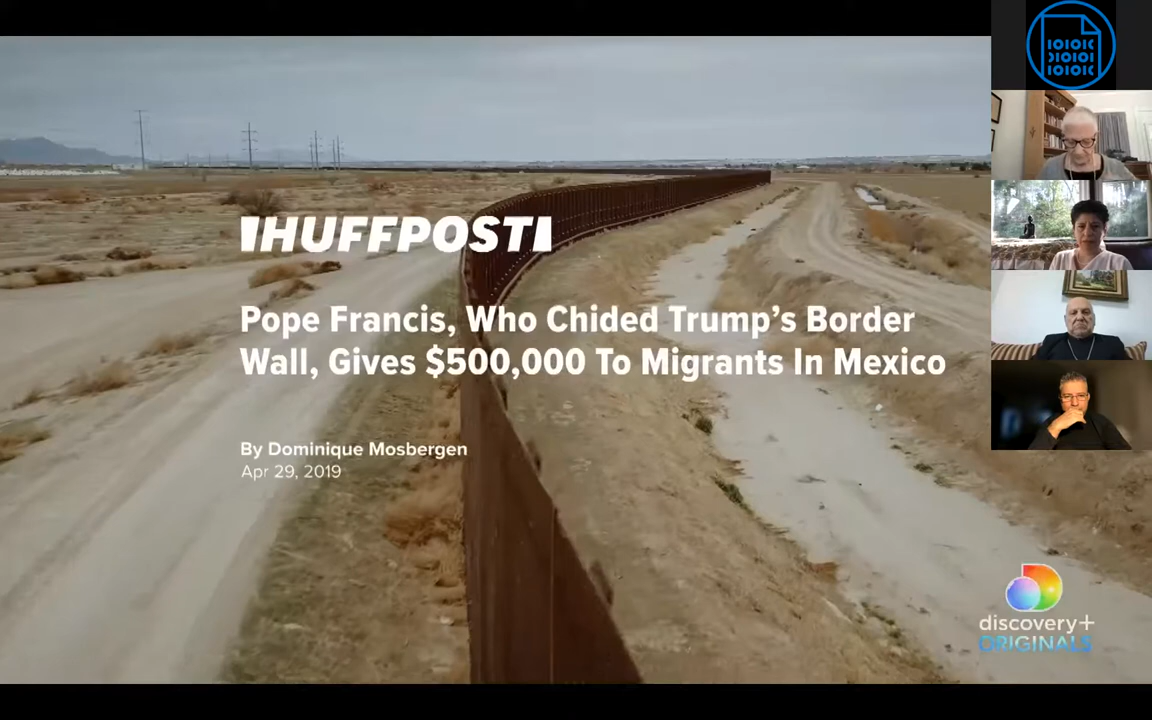 HUFFPOST
Pope Francis, Who Chided Trump's Border
Wall, Gives $500,000 To Migrants In Mexico
By Dominique Mosbergen
Apr 29, 2019
discovery+
ORIGINALS